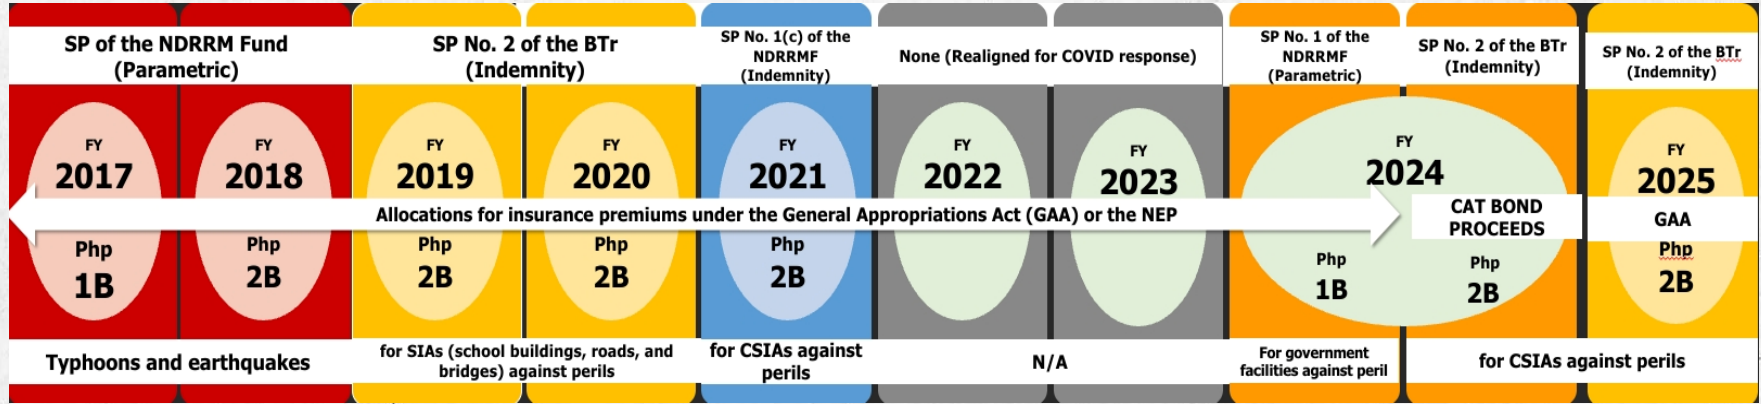 SP of the NDRRM Fund
(Parametric)
SP No. 2 of the BTr
(Indemnity)
SP No. 1(c) of the
NDRRMF
(Indemnity)
None (Realigned for COVID response)
SP No. 1 of the
NDRRMF
(Parametric)
SP No. 2 of the BTr
(Indemnity)
SP No. 2 of the BTr
(Indemnity)
FY
2017
FY
2018
FY
2019
FY
2020
FY
2021
FY
2022
FY
2023
FY
2024
FY
2025
Allocations for insurance premiums under the General Appropriations Act (GAA) or the NEP
CAT BOND
PROCEEDS
GAA
Php
1B
Php
2B
Php
2B
Php
2B
Php
2B
Php
1B
Php
2B
Php
2B
Typhoons and earthquakes
for SIAs (school buildings, roads, and
bridges) against perils
for CSIAs against
perils
N/A
For government
facilities against peril
for CSIAs against perils